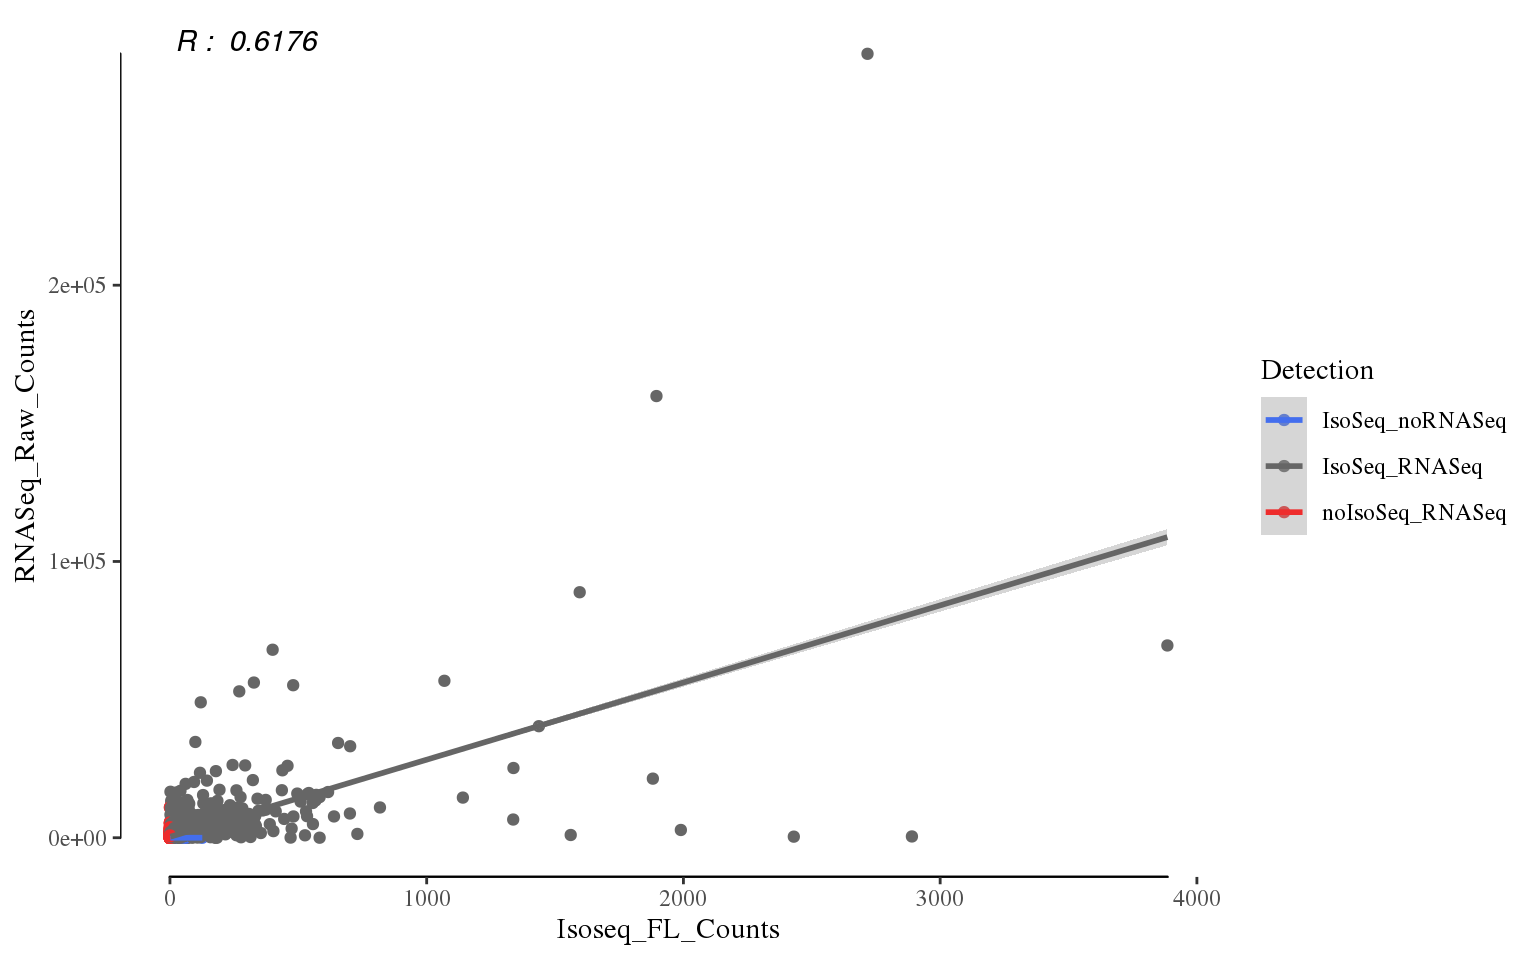 R : 0.6176
RNASeq_Raw_Counts
2e+05
1e+05
0e+00
0
1000
2000
3000
4000
Isoseq_FL_Counts
Detection
IsoSeq_noRNASeq
IsoSeq_RNASeq
noIsoSeq_RNASeq